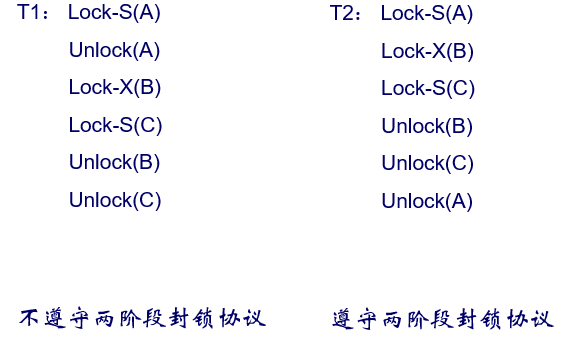 T1： Lock-S(A)
Unlock(A)
Lock-X(B)
Lock-S(C)
Unlock(B)
Unlock(C)
不遵守两阶段封锁协议
T2： Lock-S(A)
Lock-X(B)
Lock-S(C)
Unlock(B)
Unlock(C)
Unlock(A)
遵守两阶段封锁协议